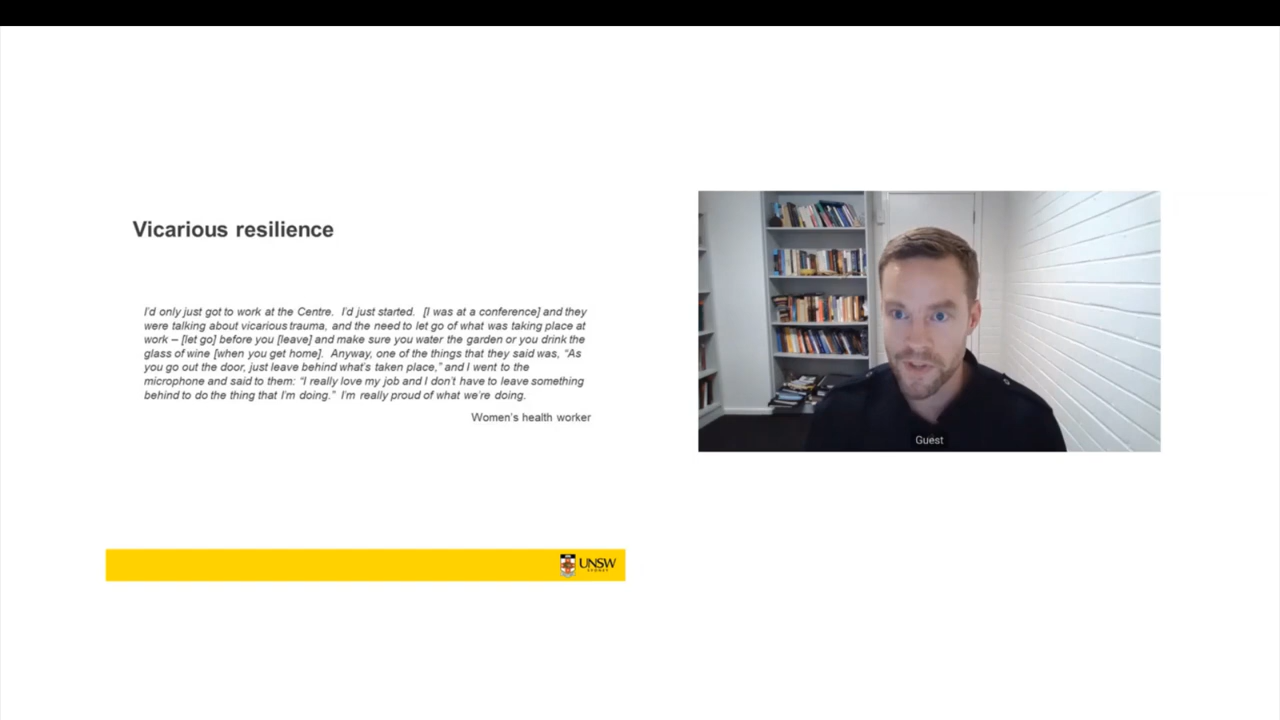 Vicarious resilience
I'd only just got to work at the Centre. I'd just started. [I was at a conference] and they
were talking about vicarious trauma, and the need to let go of what was taking place at
work – [let go] before you [leave] and make sure you water the garden or you drink the
glass of wine [when you get home]. Anyway, one of the things that they said was, "As
you go out the door, just leave behind what's taken place," and I went to the
microphone and said to them: "I really love my job and I don't have to leave something
behind to do the thing that I'm doing." I'm really proud of what we're doing.
Women's health worker
UNSW
SYDNEY
Guest